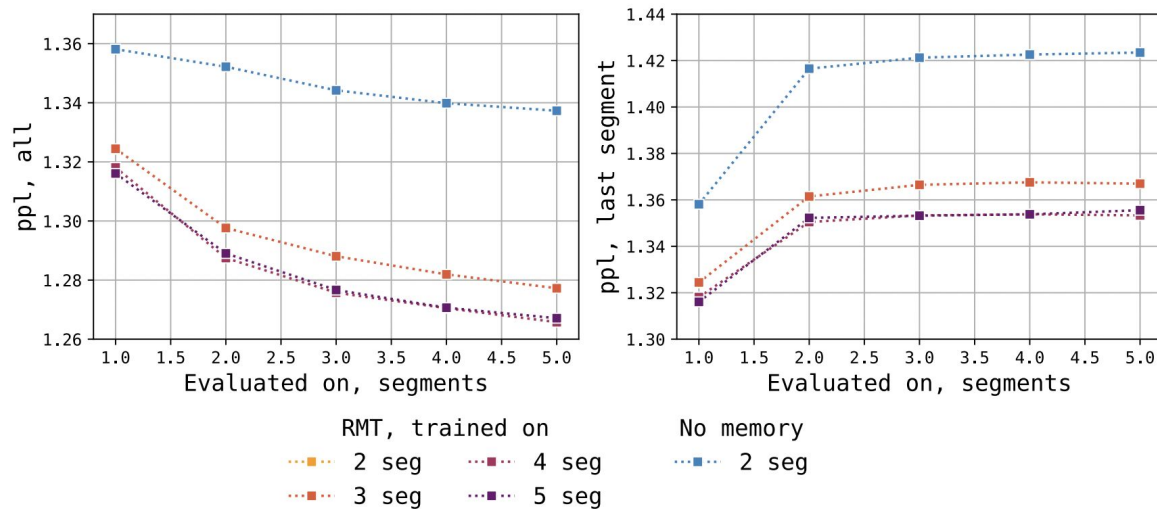 ppl, all
1.36
1.34
1.32
1.30
1.28
1.26
1.0 1.5 2.0 2.5 3.0 3.5 4.0 4.5 5.0
Evaluated on, segments
ppl, last segment
1.44
1.42
1.40
1.38
1.36
1.34
1.32
1.30
1.0 1.5 2.0 2.5 3.0 3.5 4.0 4.5 5.0
Evaluated on, segments
RMT, trained on
2 seg
3 seg
4 seg
5 seg
No memory
2 seg